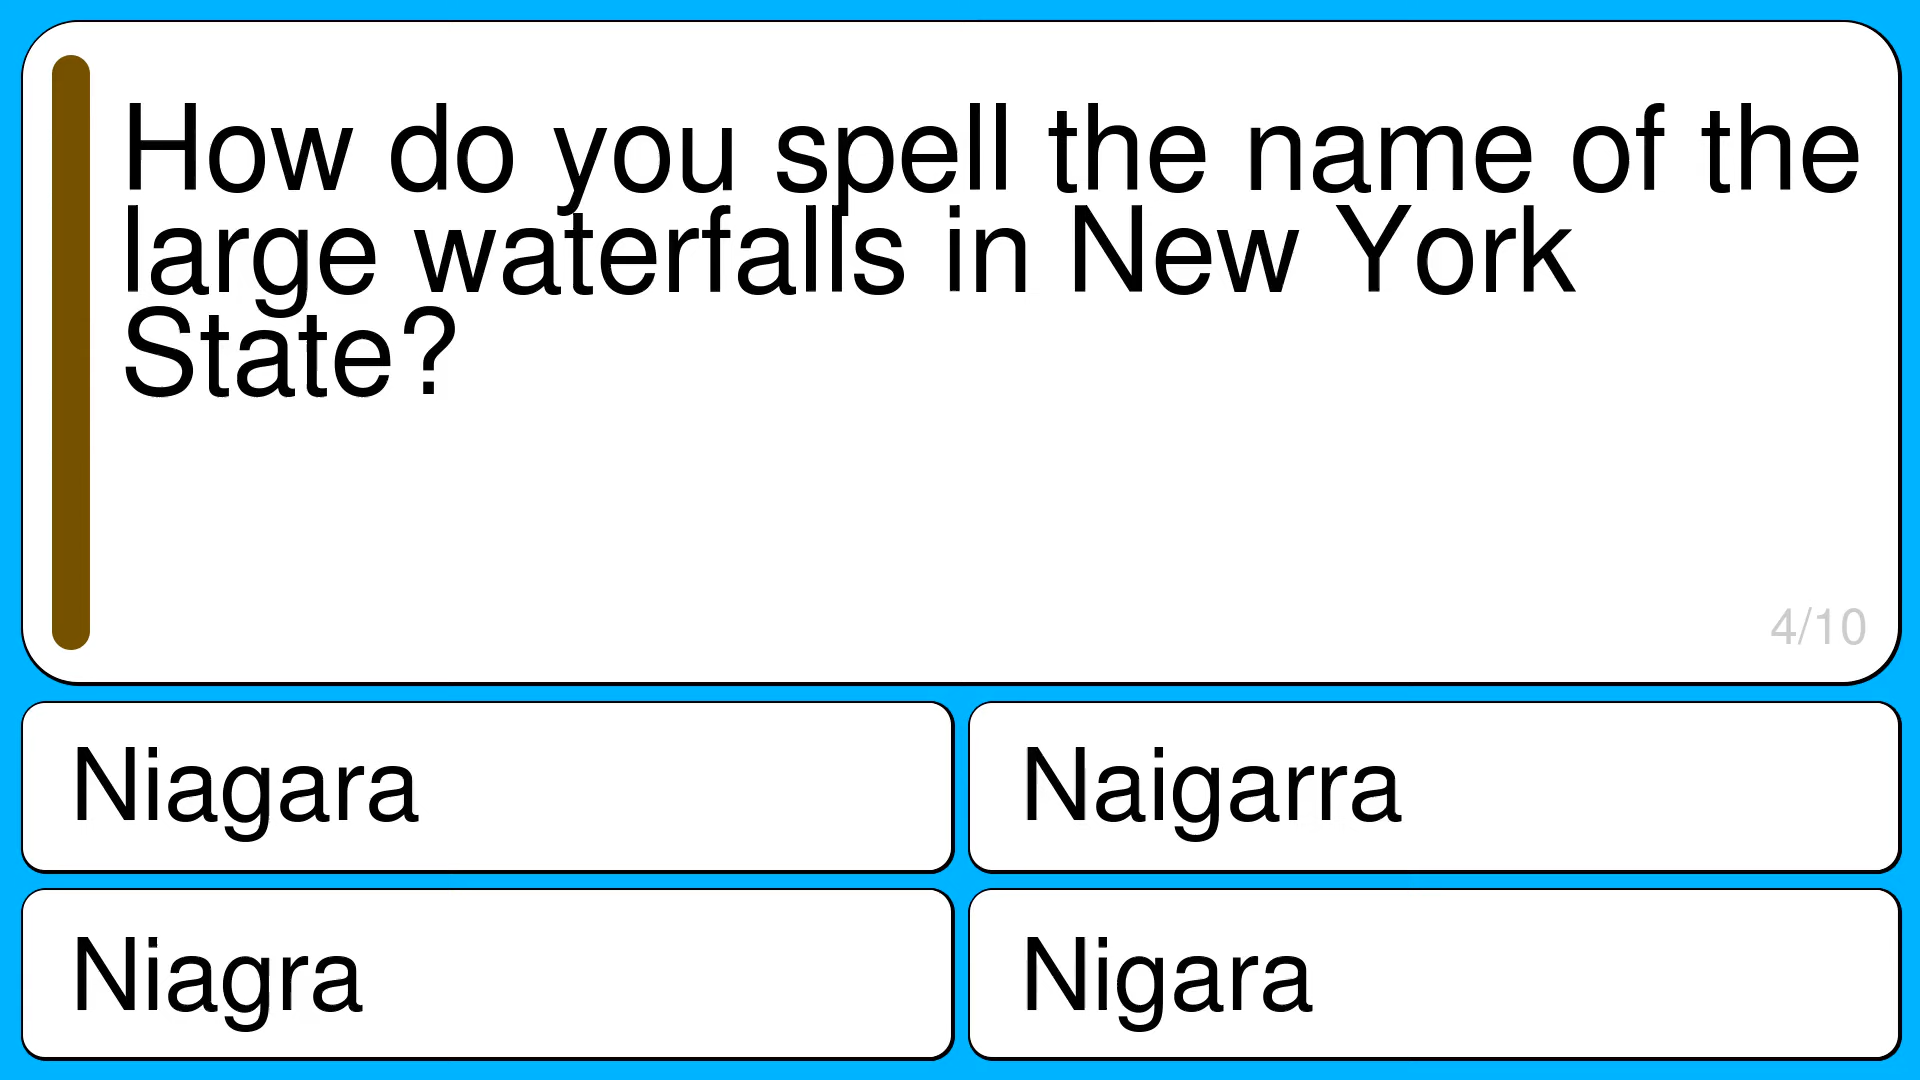 How do you spell the name of the
large waterfalls in New York
State?
4/10
Niagara
Naigarra
Niagra
Nigara